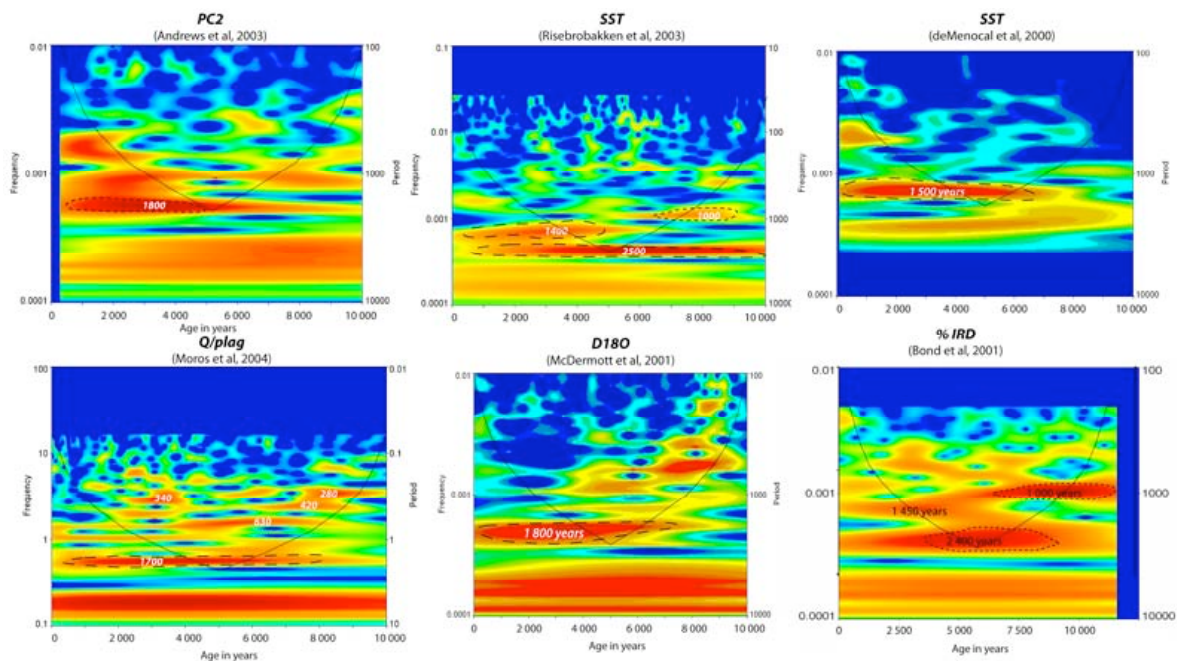 PC2
(Andrews et al, 2003)
0.01
0.001
0.0001
Frequency
100
1000
10000
Period
1800
0
2 000
4 000
6 000
8 000
10 000
Age in years
SST
(Risebrobakken et al, 2003)
0.1
0.01
0.001
0.0001
Frequency
10
100
1000
10000
Period
1000
1400
2500
0
2 000
4 000
6 000
8 000
10 000
SST
(deMenocal et al, 2000)
0.01
0.001
0.0001
Frequency
100
1000
10000
Period
1 500 years
0
2 000
4 000
6 000
8 000
10 000
Q/plag
(Moros et al, 2004)
100
10
1
0.1
Frequency
0.01
0.1
1
10
Period
340
280
420
630
1700
0
2 000
4 000
6 000
8 000
10 000
Age in years
D18O
(McDermott et al, 2001)
0.01
0.001
0.0001
Frequency
100
1000
10000
Period
1 800 years
0
2 000
4 000
6 000
8 000
10 000
Age in years
% IRD
(Bond et al, 2001)
0.01
0.001
0.0001
Frequency
100
1000
10000
1 000 years
1 450 years
2 400 years
0
2 500
5 000
7 500
10 000
Age in years